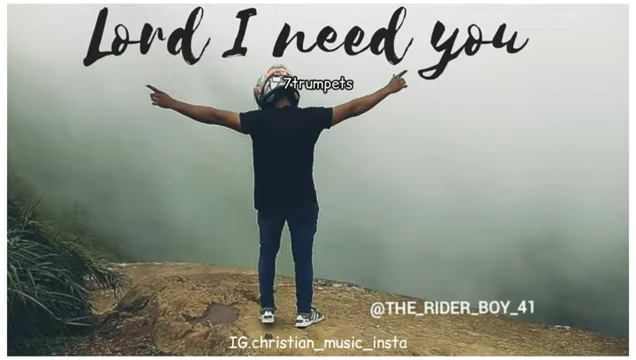 Lord I need you
7trumpets
@THE_RIDER_BOY_41
IG.christian_music_insta